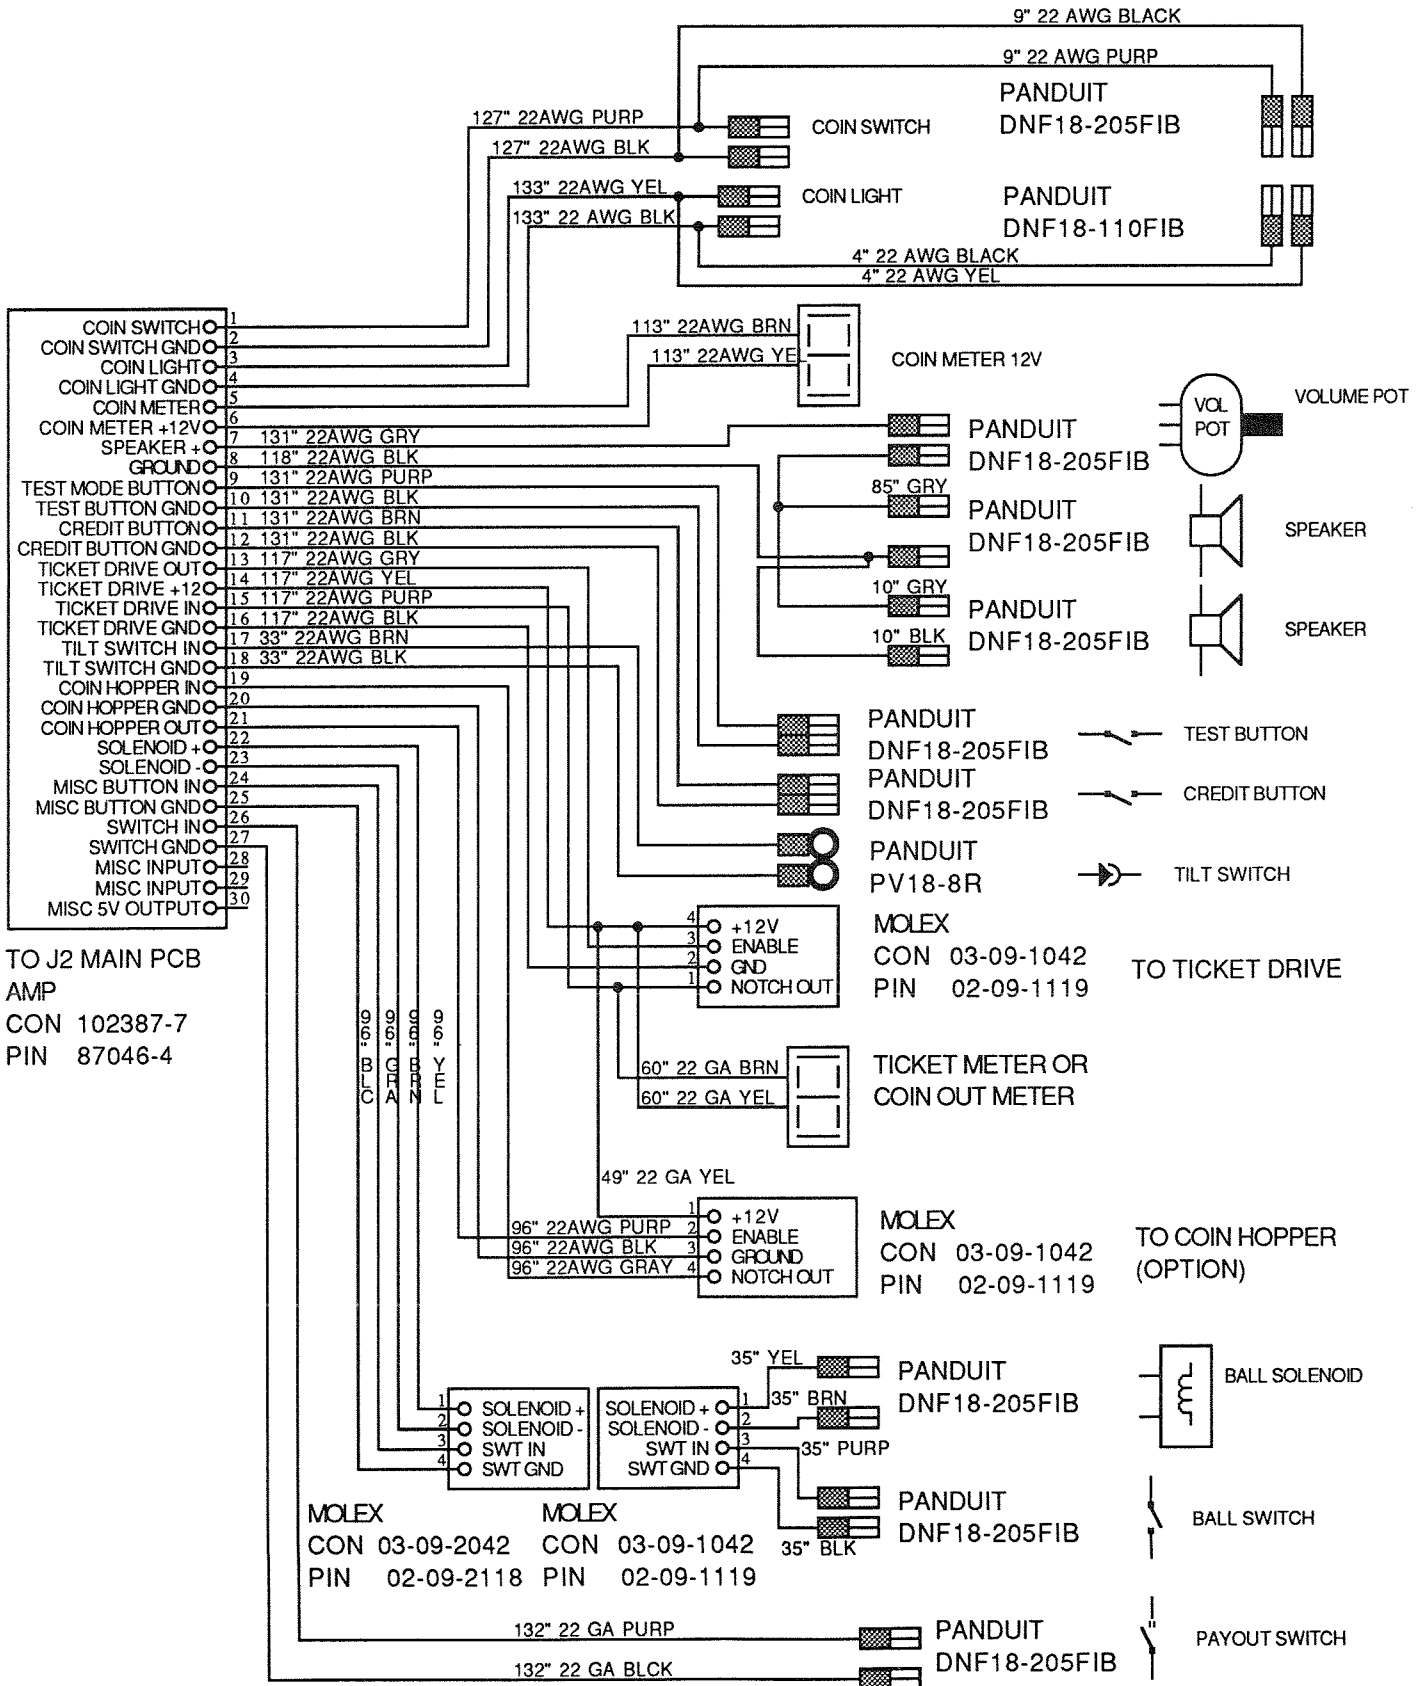 9" 22 AWG BLACK
9" 22 AWG PURP
PANDUIT
DNF18-205FIB
127" 22AWG PURP
COIN SWITCH
127" 22AWG BLK
133" 22AWG YEL
COIN LIGHT
PANDUIT
DNF18-110FIB
133" 22 AWG BLK
4" 22 AWG BLACK
4" 22 AWG YEL
COIN SWITCH 1
COIN SWITCH GND 2
COIN LIGHT 3
COIN LIGHT GND 4
COIN METER 5
COIN METER +12V 6
SPEAKER + 7 131" 22AWG GRY
GROUND 8 118" 22AWG BLK
TEST MODE BUTTON 9 131" 22AWG PURP
TEST BUTTON GND 10 131" 22AWG BLK
CREDIT BUTTON 11 131" 22AWG BRN
CREDIT BUTTON GND 12 131" 22AWG BLK
TICKET DRIVE OUT 13 117" 22AWG GRY
TICKET DRIVE +12 14 117" 22AWG YEL
TICKET DRIVE IN 15 117" 22AWG PURP
TICKET DRIVE GND 16 117" 22AWG BLK
TILT SWITCH IN 17 33" 22AWG BRN
TILT SWITCH GND 18 33" 22AWG BLK
COIN HOPPER IN 19
COIN HOPPER GND 20
COIN HOPPER OUT 21
SOLENOID + 22
SOLENOID - 23
MISC BUTTON IN 24
MISC BUTTON GND 25
SWITCH IN 26
SWITCH GND 27
MISC INPUT 28
MISC INPUT 29
MISC 5V OUTPUT 30
TO J2 MAIN PCB
AMP
CON 102387-7
PIN 87046-4
113" 22AWG BRN
113" 22AWG YEL
COIN METER 12V
VOLUME POT
VOL
POT
PANDUIT
DNF18-205FIB
85" GRY
PANDUIT
DNF18-205FIB
SPEAKER
10" GRY
PANDUIT
DNF18-205FIB
10" BLK
SPEAKER
PANDUIT
DNF18-205FIB
TEST BUTTON
PANDUIT
DNF18-205FIB
CREDIT BUTTON
PANDUIT
PV18-8R
TILT SWITCH
4 +12V
3 ENABLE
2 GND
1 NOTCH OUT
MOLEX
CON 03-09-1042
PIN 02-09-1119
TO TICKET DRIVE
96" BLC
96" GRA
96" BRN
96" YEL
60" 22 GA BRN
60" 22 GA YEL
TICKET METER OR
COIN OUT METER
49" 22 GA YEL
1 +12V
96" 22AWG PURP 2 ENABLE
96" 22AWG BLK 3 GROUND
96" 22AWG GRAY 4 NOTCH OUT
MOLEX
CON 03-09-1042
PIN 02-09-1119
TO COIN HOPPER
(OPTION)
1 SOLENOID +
2 SOLENOID -
3 SWT IN
4 SWT GND
MOLEX
CON 03-09-2042
PIN 02-09-2118
SOLENOID + 1
SOLENOID - 2
SWT IN 3
SWT GND 4
MOLEX
CON 03-09-1042
PIN 02-09-1119
35" YEL
35" BRN
35" PURP
35" BLK
PANDUIT
DNF18-205FIB
BALL SOLENOID
PANDUIT
DNF18-205FIB
BALL SWITCH
132" 22 GA PURP
132" 22 GA BLCK
PANDUIT
DNF18-205FIB
PAYOUT SWITCH